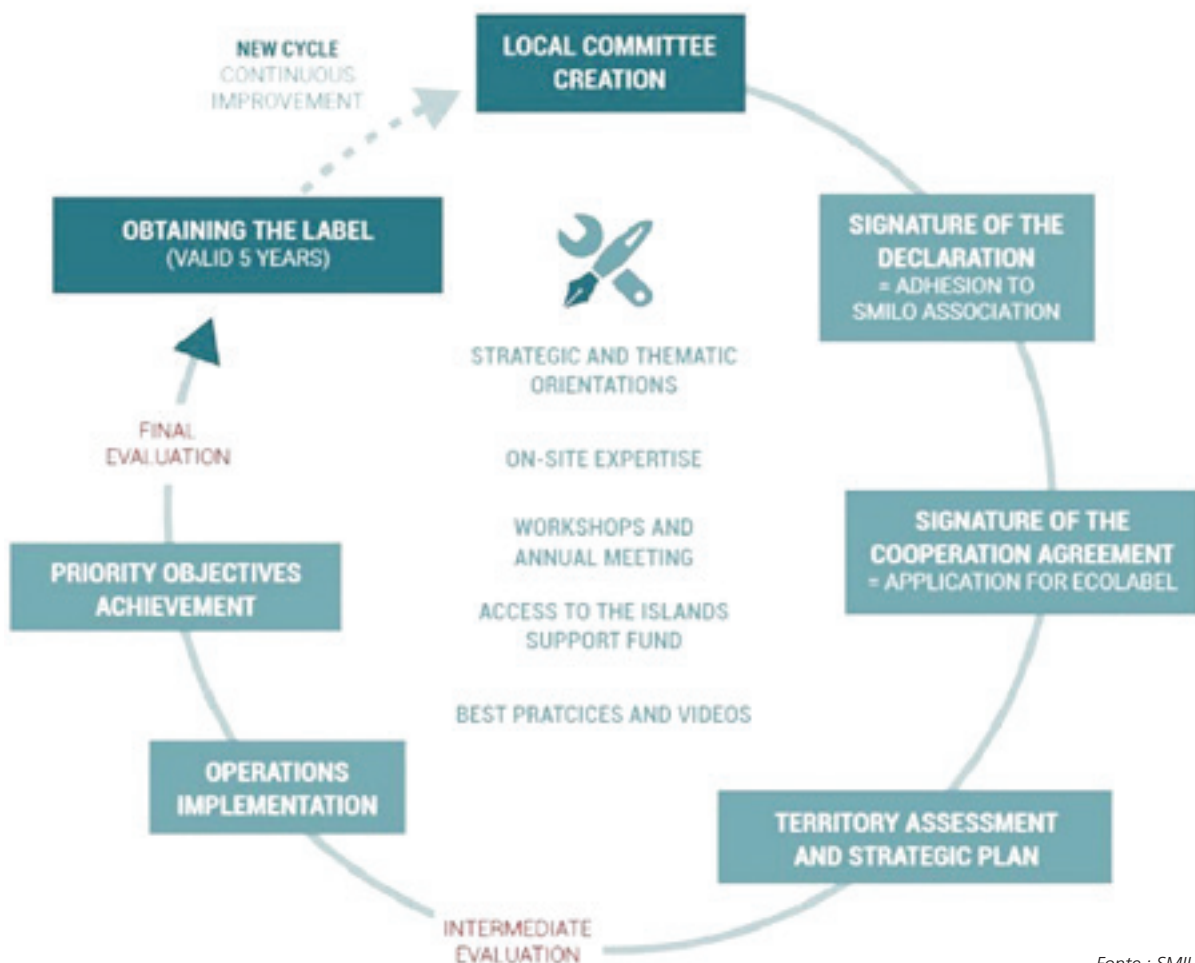 NEW CYCLE
CONTINUOUS
IMPROVEMENT
LOCAL COMMITTEE
CREATION
SIGNATURE OF THE
DECLARATION
= ADHESION TO
SMILO ASSOCIATION
SIGNATURE OF THE
COOPERATION AGREEMENT
= APPLICATION FOR ECOLABEL
TERRITORY ASSESSMENT
AND STRATEGIC PLAN
INTERMEDIATE
EVALUATION
OPERATIONS
IMPLEMENTATION
PRIORITY OBJECTIVES
ACHIEVEMENT
FINAL
EVALUATION
OBTAINING THE LABEL
(VALID 5 YEARS)
STRATEGIC AND THEMATIC
ORIENTATIONS
ON-SITE EXPERTISE
WORKSHOPS AND
ANNUAL MEETING
ACCESS TO THE ISLANDS
SUPPORT FUND
BEST PRATCICES AND VIDEOS
Fonte :